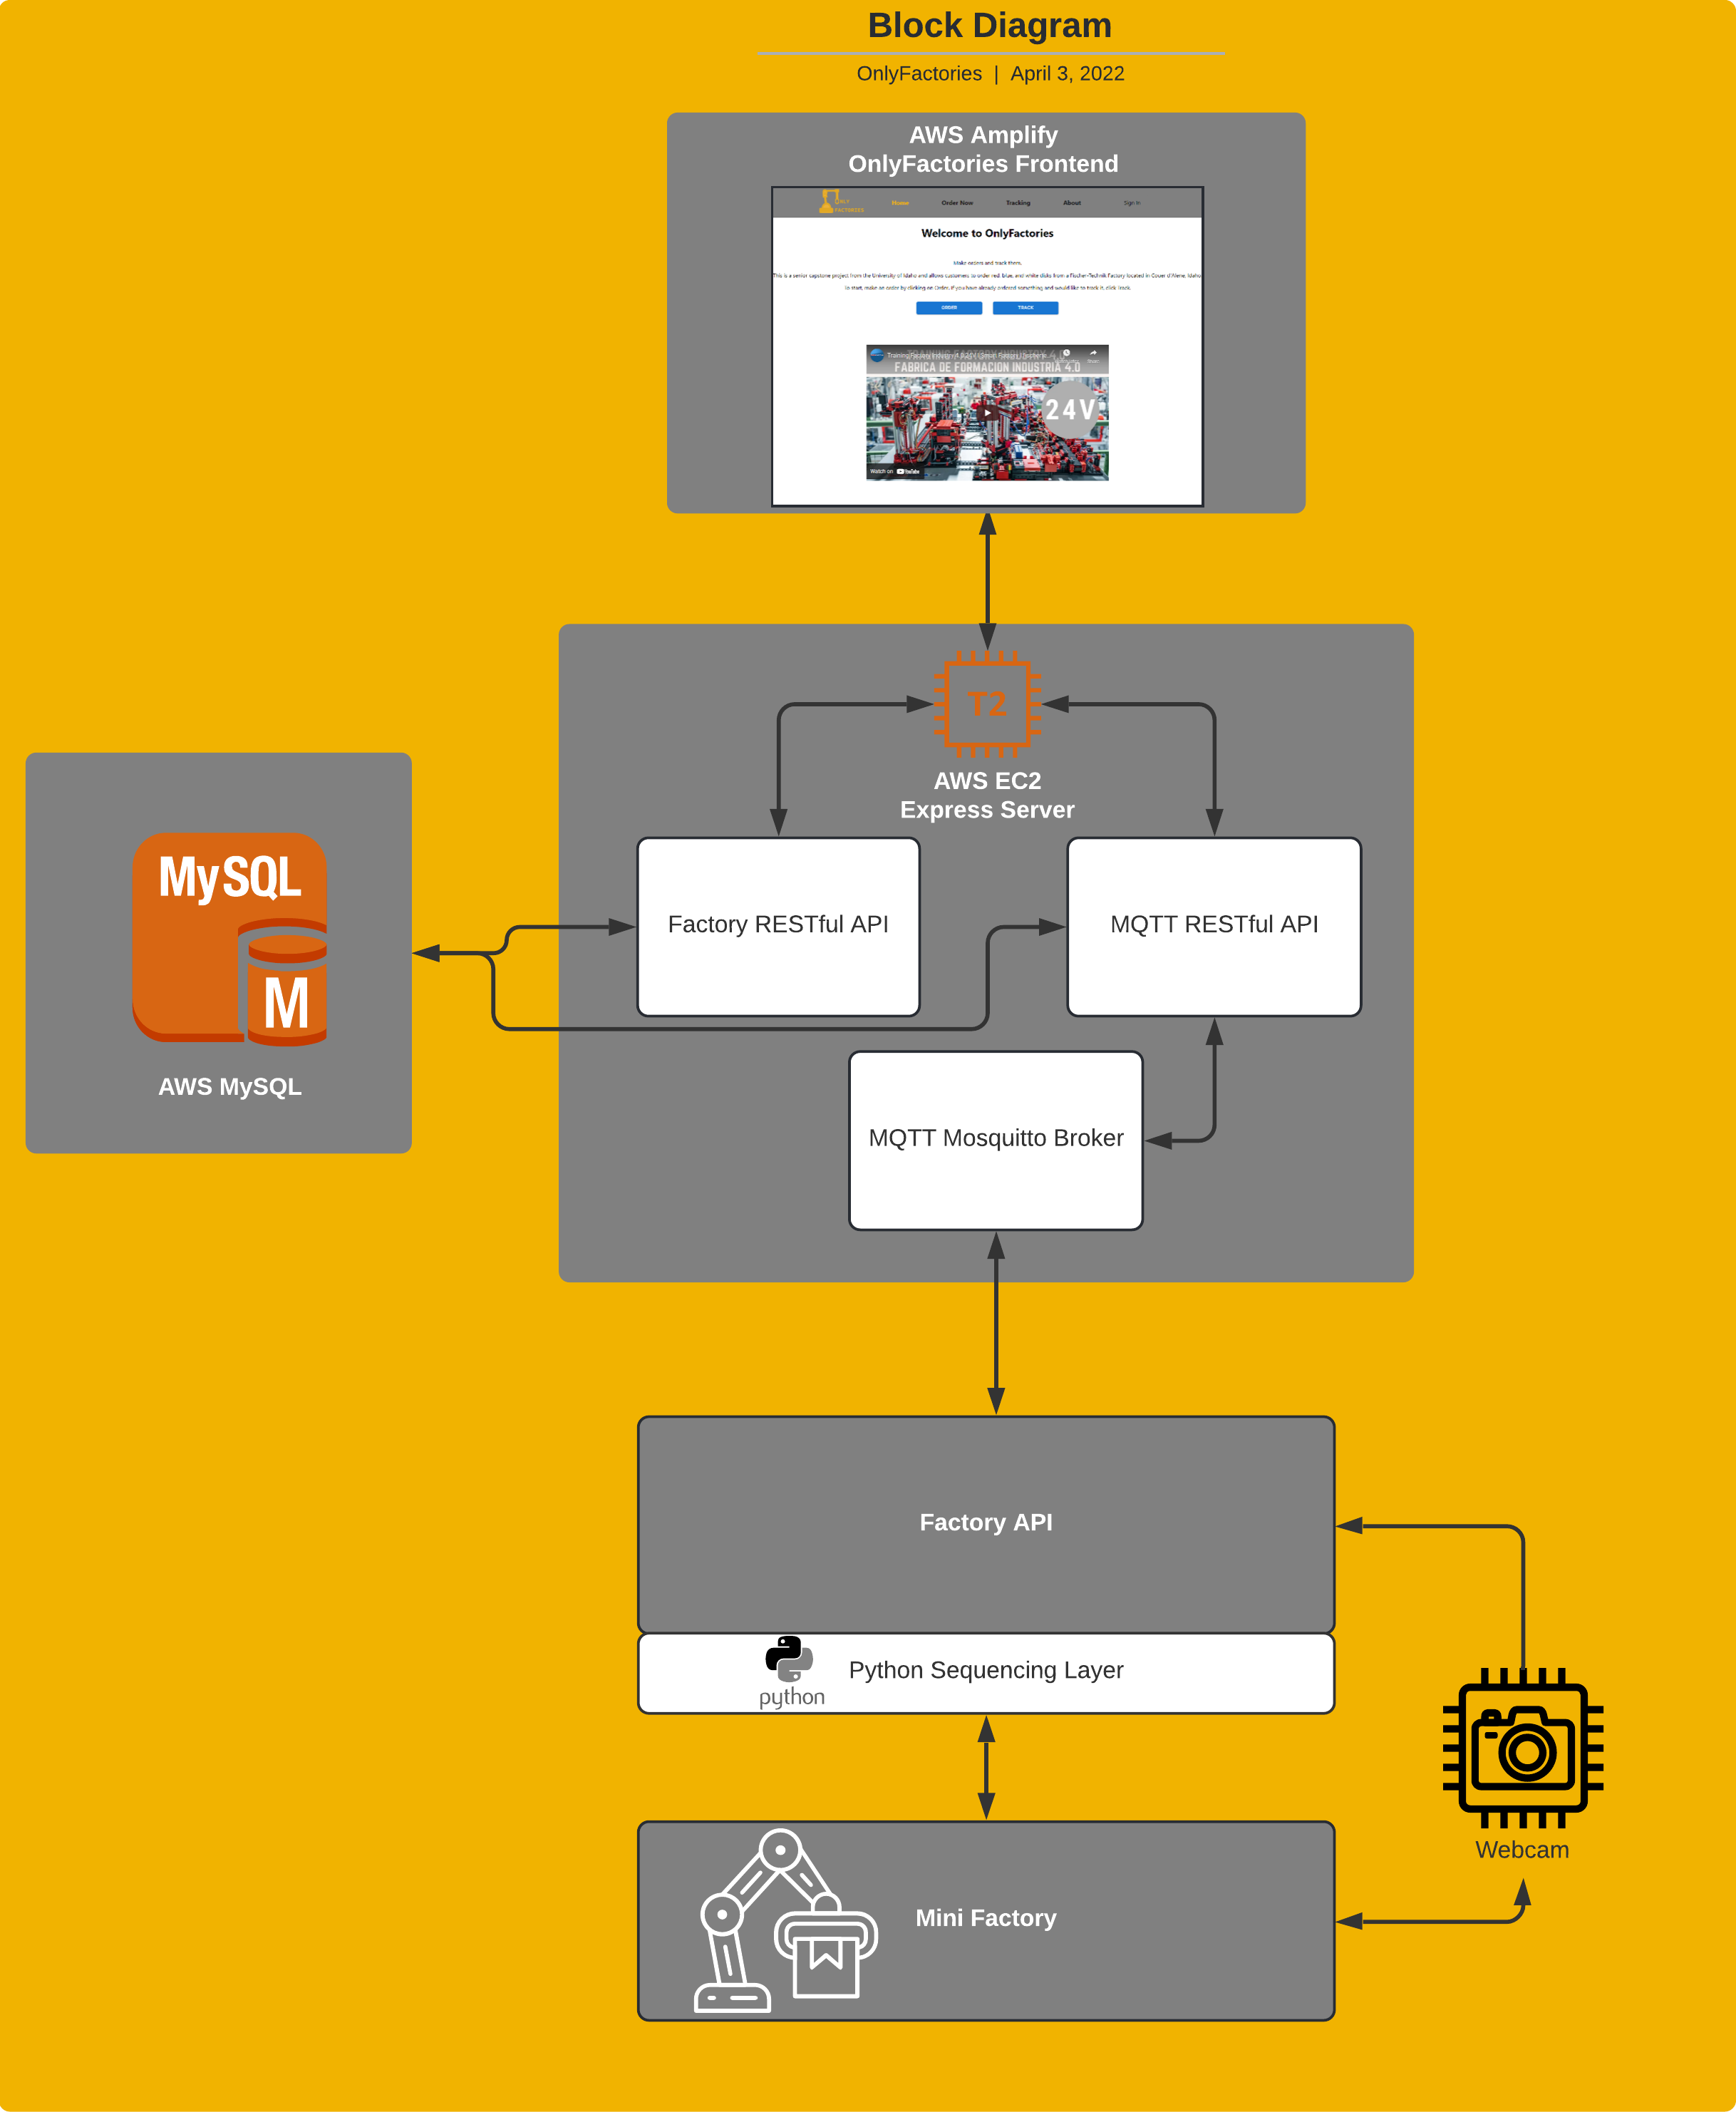 Block Diagram
OnlyFactories | April 3, 2022
AWS Amplify
OnlyFactories Frontend
ONLY
FACTORIES
Home
Order Now
Tracking
About
Sign In
Welcome to OnlyFactories
Make orders and track them.
This is a senior capstone project from the University of Idaho and allows customers to order red, blue, and white disks from a Fischer-Technik Factory located in Couer d'Alene, Idaho
To start, make an order by clicking on Order. If you have already ordered something and would like to track it, click Track.
ORDER
TRACK
FABRICA DE FORMACION INDUSTRIA 4.0
24V
Watch on YouTube
T2
AWS EC2
Express Server
MySQL
M
AWS MySQL
Factory RESTful API
MQTT RESTful API
MQTT Mosquitto Broker
Factory API
python
Python Sequencing Layer
Webcam
Mini Factory